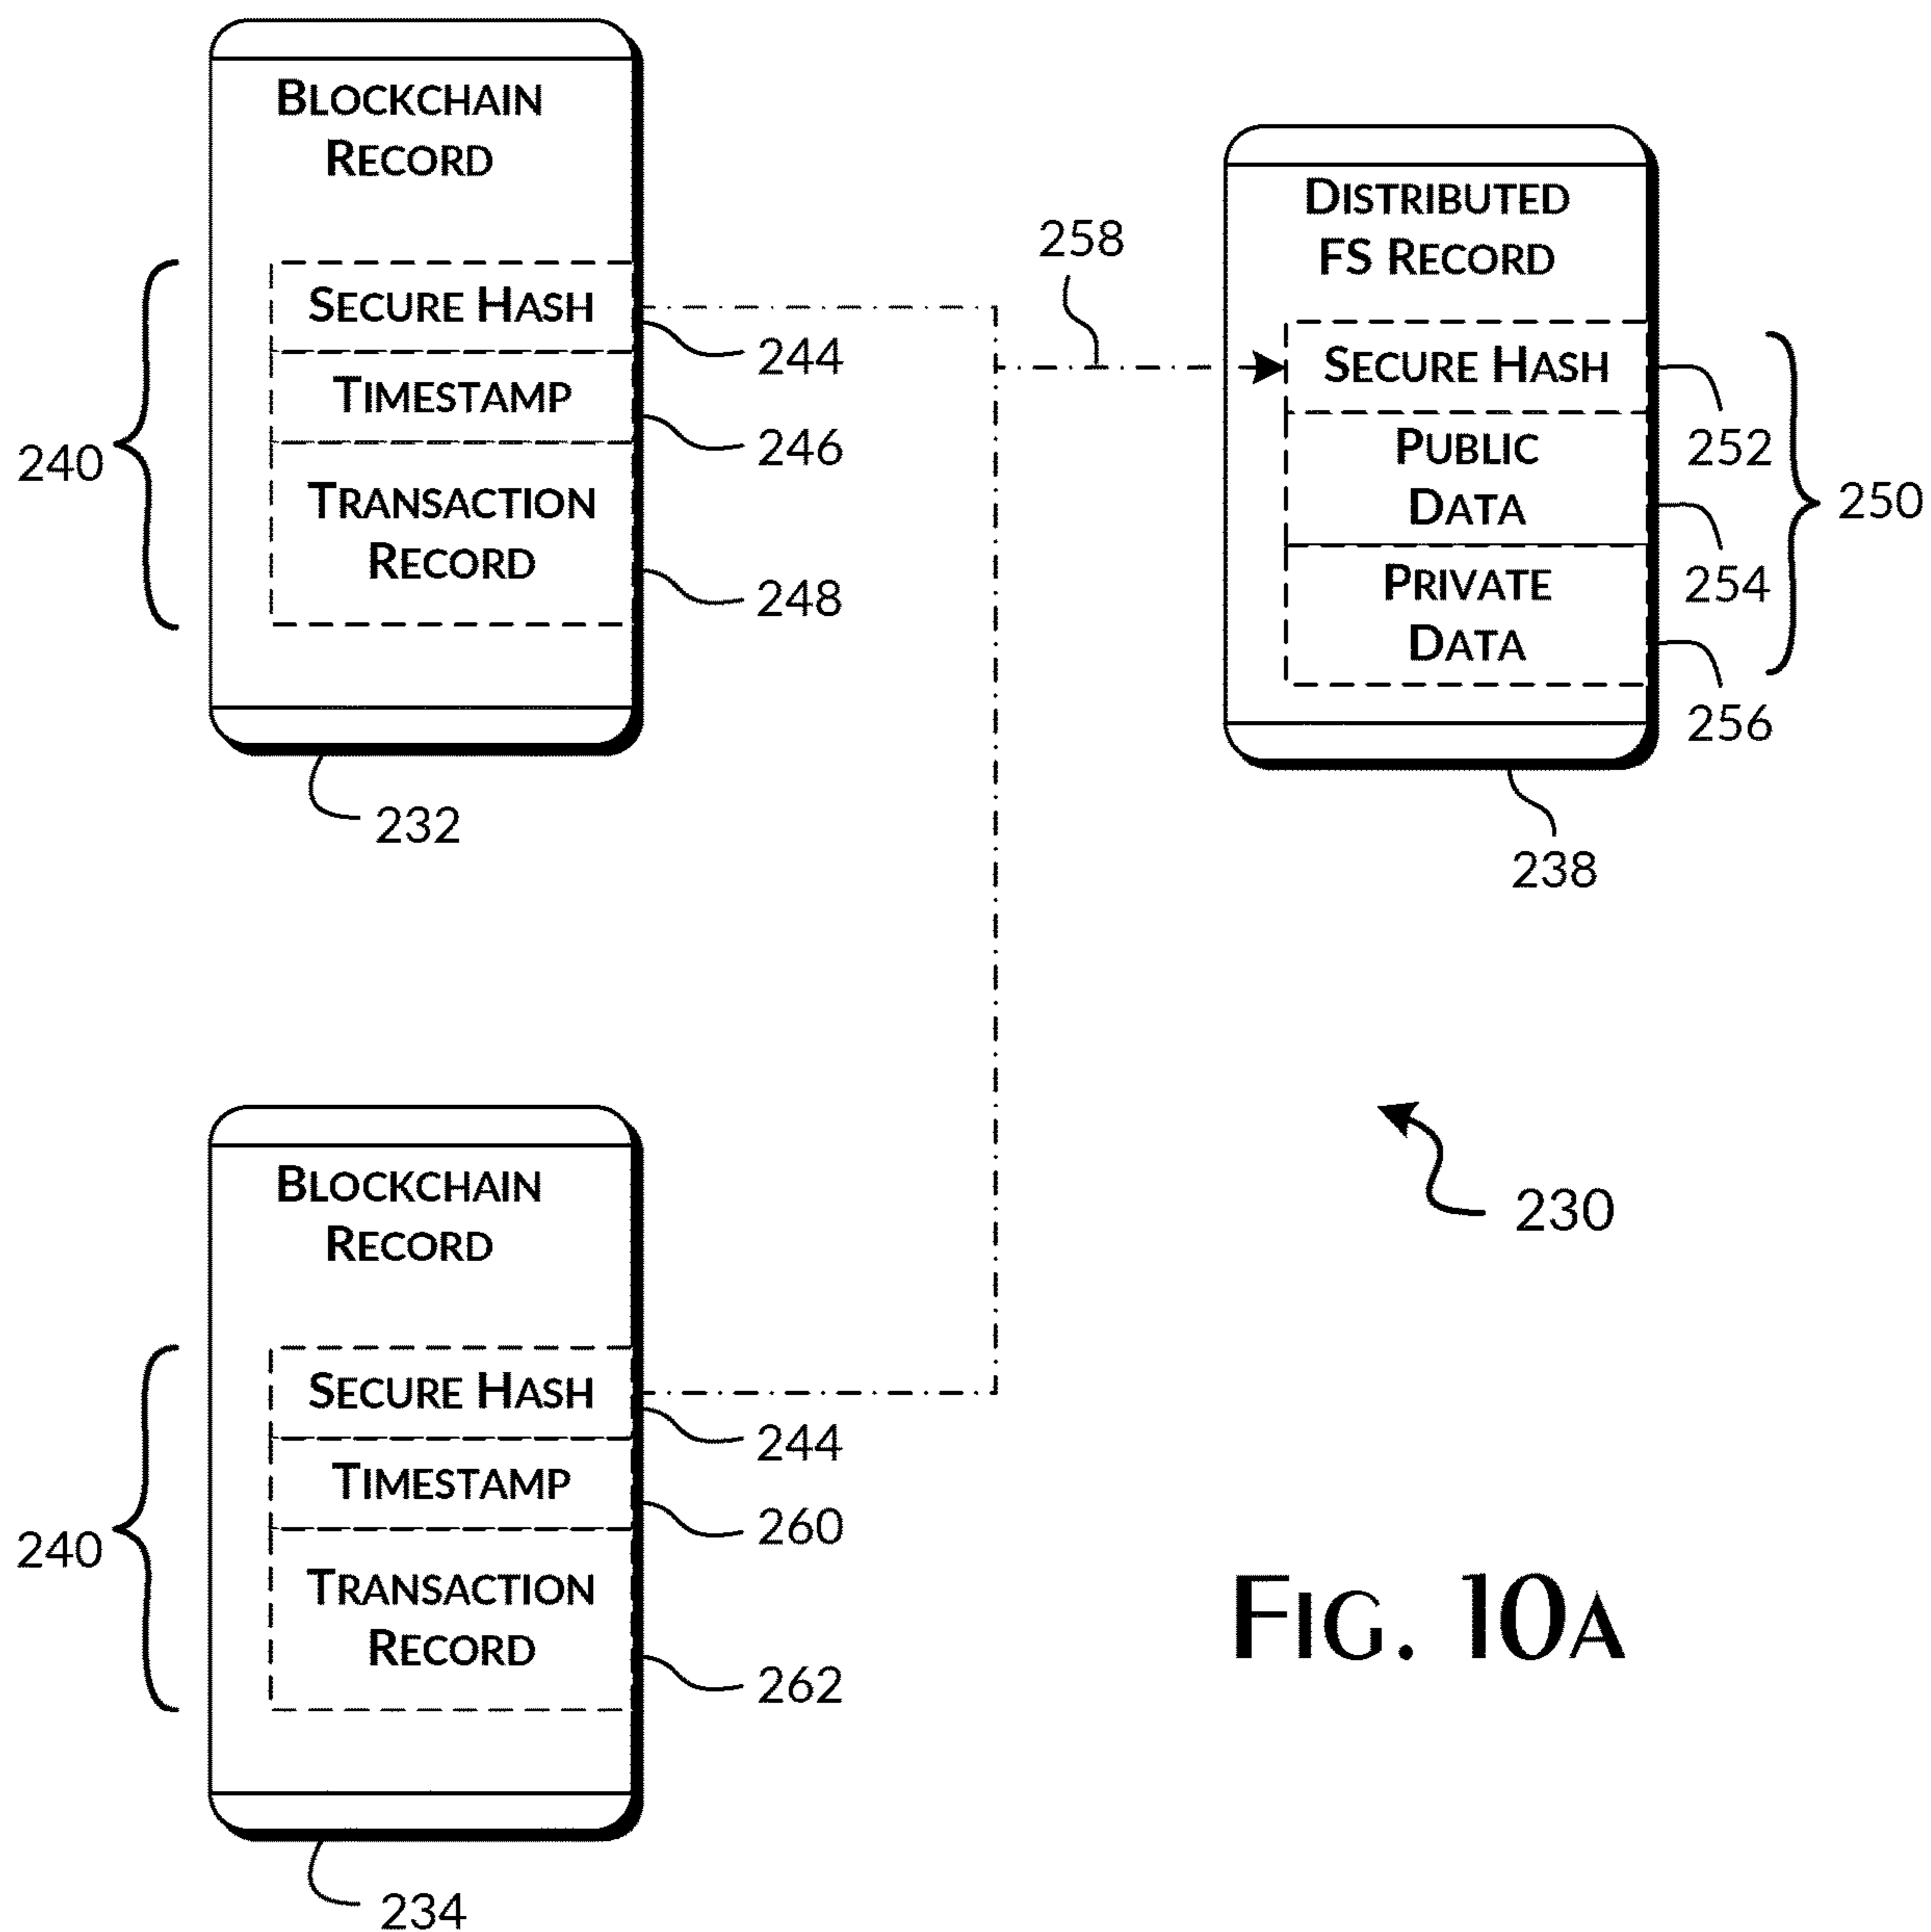 BLOCKCHAIN
RECORD
240
SECURE HASH
244
TIMESTAMP
246
TRANSACTION
RECORD
248
232
258
DISTRIBUTED
FS RECORD
SECURE HASH
252
PUBLIC
DATA
254
PRIVATE
DATA
256
250
238
BLOCKCHAIN
RECORD
240
SECURE HASH
244
TIMESTAMP
260
TRANSACTION
RECORD
262
234
230
FIG. 10A